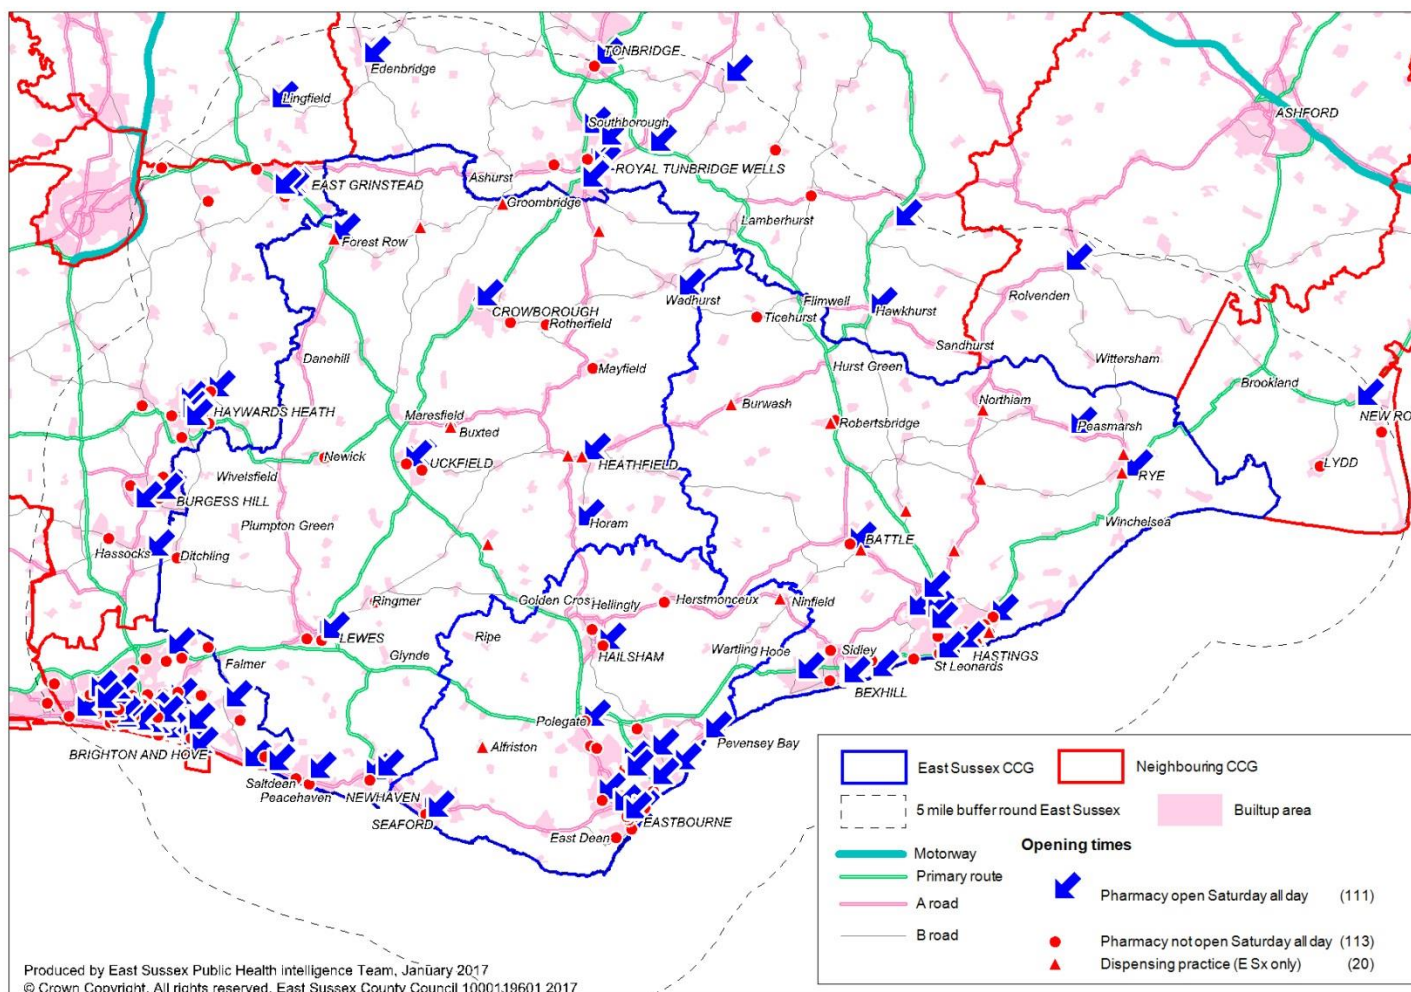 TONBRIDGE
Edenbridge
Lingfield
ASHFORD
Southborough
ROYAL TUNBRIDGE WELLS
EAST GRINSTEAD
Ashurst
Groombridge
Lamberhurst
Forest Row
Rolvenden
Wadhurst
Flimwell
Hawkhurst
CROWBOROUGH
Ticehurst
Rotherfield
Sandhurst
Danehill
Wittersham
Mayfield
Hurst Green
Brookland
Northiam
Burwash
HAYWARDS HEATH
Maresfield
Buxted
Robertsbridge
Peasmarsh
NEW RO
Newick
UCKFIELD
HEATHFIELD
LYDD
Wivelsfield
RYE
BURGESS HILL
Plumpton Green
Horam
Winchelsea
Hassocks
Ditchling
BATTLE
Ringmer
Golden Cros
Hellingly
Herstmonceux
Ninfield
LEWES
Ripe
Glynde
HAILSHAM
Wartling
Hooe
Sidley
HASTINGS
St Leonards
Falmer
BEXHILL
Polegate
Pevensey Bay
BRIGHTON AND HOVE
Alfriston
Saltdean
Peacehaven
NEWHAVEN
SEAFORD
EASTBOURNE
East Dean
East Sussex CCG
Neighbouring CCG
5 mile buffer round East Sussex
Builtup area
Opening times
Motorway
Primary route
A road
B road
Pharmacy open Saturday all day (111)
Pharmacy not open Saturday all day (113)
Dispensing practice (E Sx only) (20)
Produced by East Sussex Public Health intelligence Team, January 2017
© Crown Copyright. All rights reserved. East Sussex County Council 100019601 2017